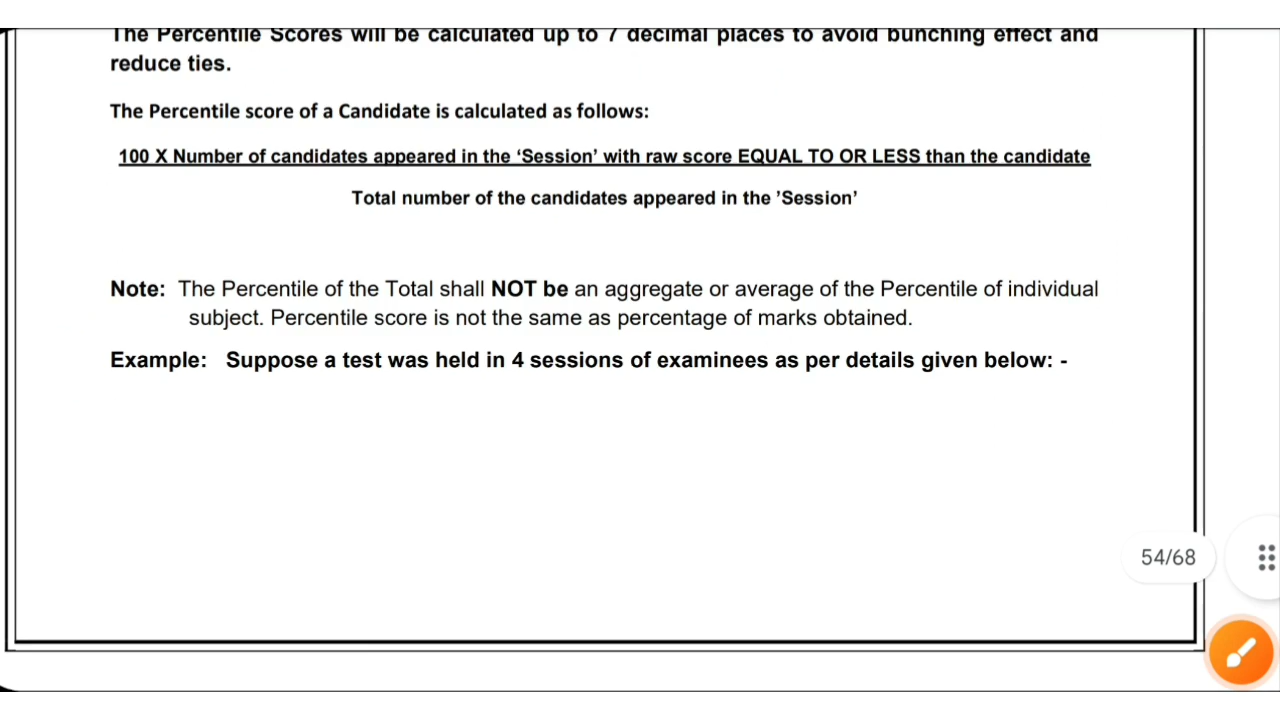 The Percentile Scores will be calculated up to 7 decimal places to avoid bunching effect and
reduce ties.
The Percentile score of a Candidate is calculated as follows:
100 X Number of candidates appeared in the ‘Session’ with raw score EQUAL TO OR LESS than the candidate
Total number of the candidates appeared in the ’Session’
Note: The Percentile of the Total shall NOT be an aggregate or average of the Percentile of individual
subject. Percentile score is not the same as percentage of marks obtained.
Example: Suppose a test was held in 4 sessions of examinees as per details given below: -
54/68